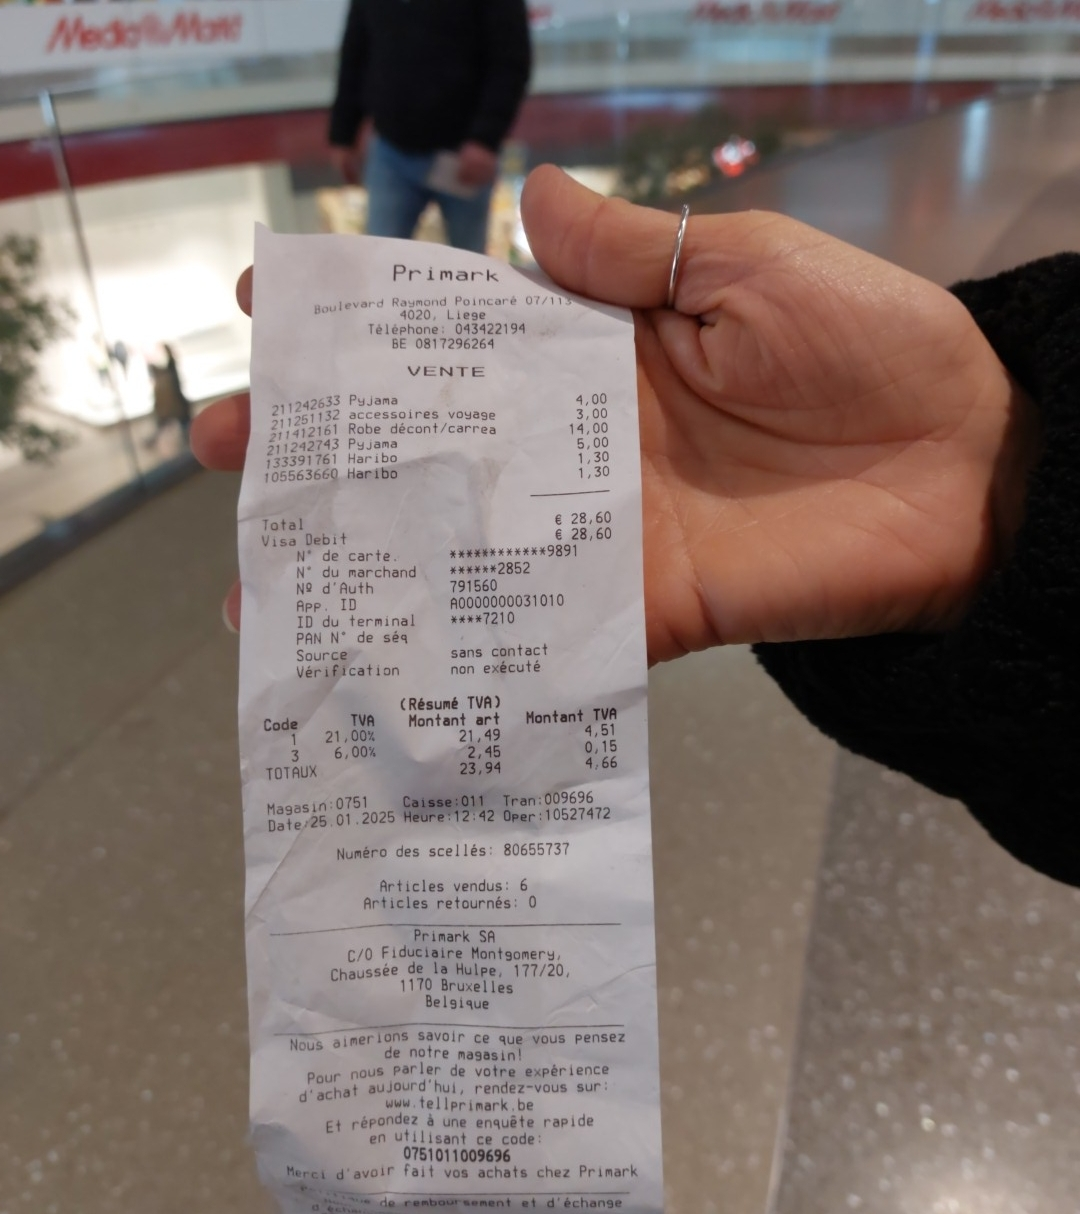 MediaMarkt
Primark
Boulevard Raymond Poincaré 07/113
4020, Liege
Téléphone: 043422194
BE 0817296264
VENTE
211242633 Pyjama 4,00
211251132 accessoires voyage 3,00
211412161 Robe décont/carrea 14,00
211242743 Pyjama 5,00
133391761 Haribo 1,30
105563660 Haribo 1,30
Total € 28,60
Visa Debit € 28,60
N° de carte. ************9891
N° du marchand ******2852
Nº d'Auth 791560
App. ID A0000000031010
ID du terminal ****7210
PAN N° de séq
Source sans contact
Vérification non exécuté
(Résumé TVA)
Code TVA Montant art Montant TVA
1 21,00% 21,49 4,51
3 6,00% 2,45 0,15
TOTAUX 23,94 4,66
Magasin:0751 Caisse:011 Tran:009696
Date:25.01.2025 Heure:12:42 Oper:10527472
Numéro des scellés: 80655737
Articles vendus: 6
Articles retournés: 0
Primark SA
C/O Fiduciaire Montgomery,
Chaussée de la Hulpe, 177/20,
1170 Bruxelles
Belgique
Nous aimerions savoir ce que vous pensez
de notre magasin!
Pour nous parler de votre expérience
d'achat aujourd'hui, rendez-vous sur:
www.tellprimark.be
Et répondez à une enquête rapide
en utilisant ce code:
0751011009696
Merci d'avoir fait vos achats chez Primark
de remboursement et d'échange